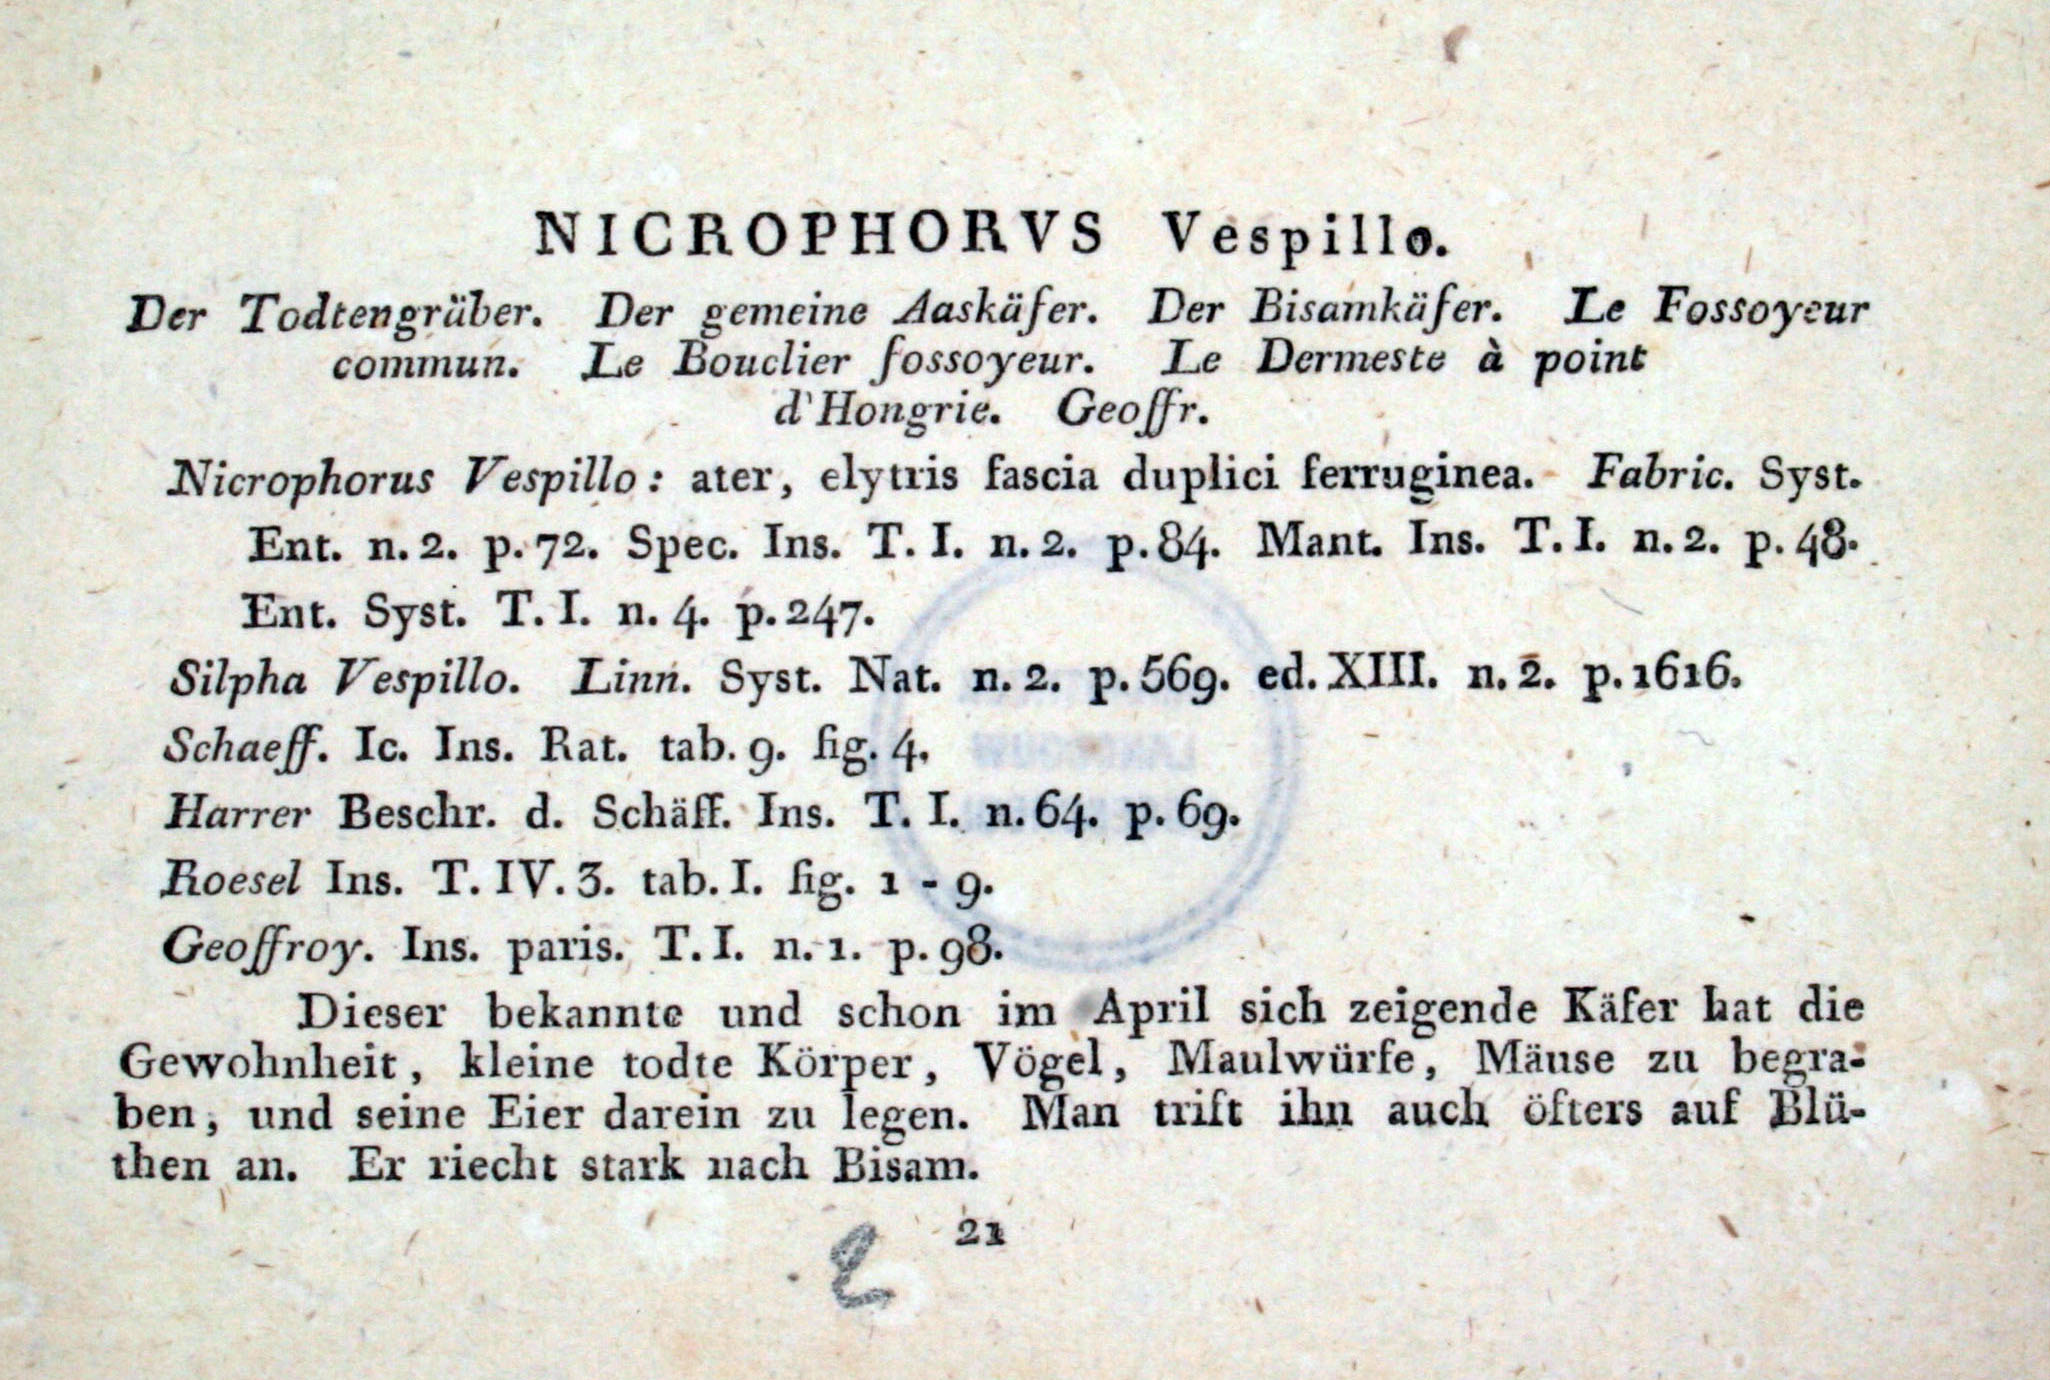 NICROPHORVS Vespillo.
Der Todtengräber. Der gemeine Aaskäfer. Der Bisamkäfer. Le Fossoyeur
commun. Le Bouclier fossoyeur. Le Dermeste à point
d'Hongrie. Geoffr.
Nicrophorus Vespillo: ater, elytris fascia duplici ferruginea. Fabric. Syst.
Ent. n. 2. p. 72. Spec. Ins. T. I. n. 2. p. 84. Mant. Ins. T. I. n. 2. p. 48.
Ent. Syst. T. I. n. 4. p. 247.
Silpha Vespillo. Linn. Syst. Nat. n. 2. p. 569. ed. XIII. n. 2. p. 1616.
Schaeff. Ic. Ins. Rat. tab. 9. fig. 4.
Harrer Beschr. d. Schäff. Ins. T. I. n. 64. p. 69.
Roesel Ins. T. IV. 3. tab. I. fig. 1 - 9.
Geoffroy. Ins. paris. T. I. n. 1. p. 98.
Dieser bekannte und schon im April sich zeigende Käfer hat die
Gewohnheit, kleine todte Körper, Vögel, Maulwürfe, Mäuse zu begra-
ben, und seine Eier darein zu legen. Man trift ihn auch öfters auf Blü-
then an. Er riecht stark nach Bisam.
21
2